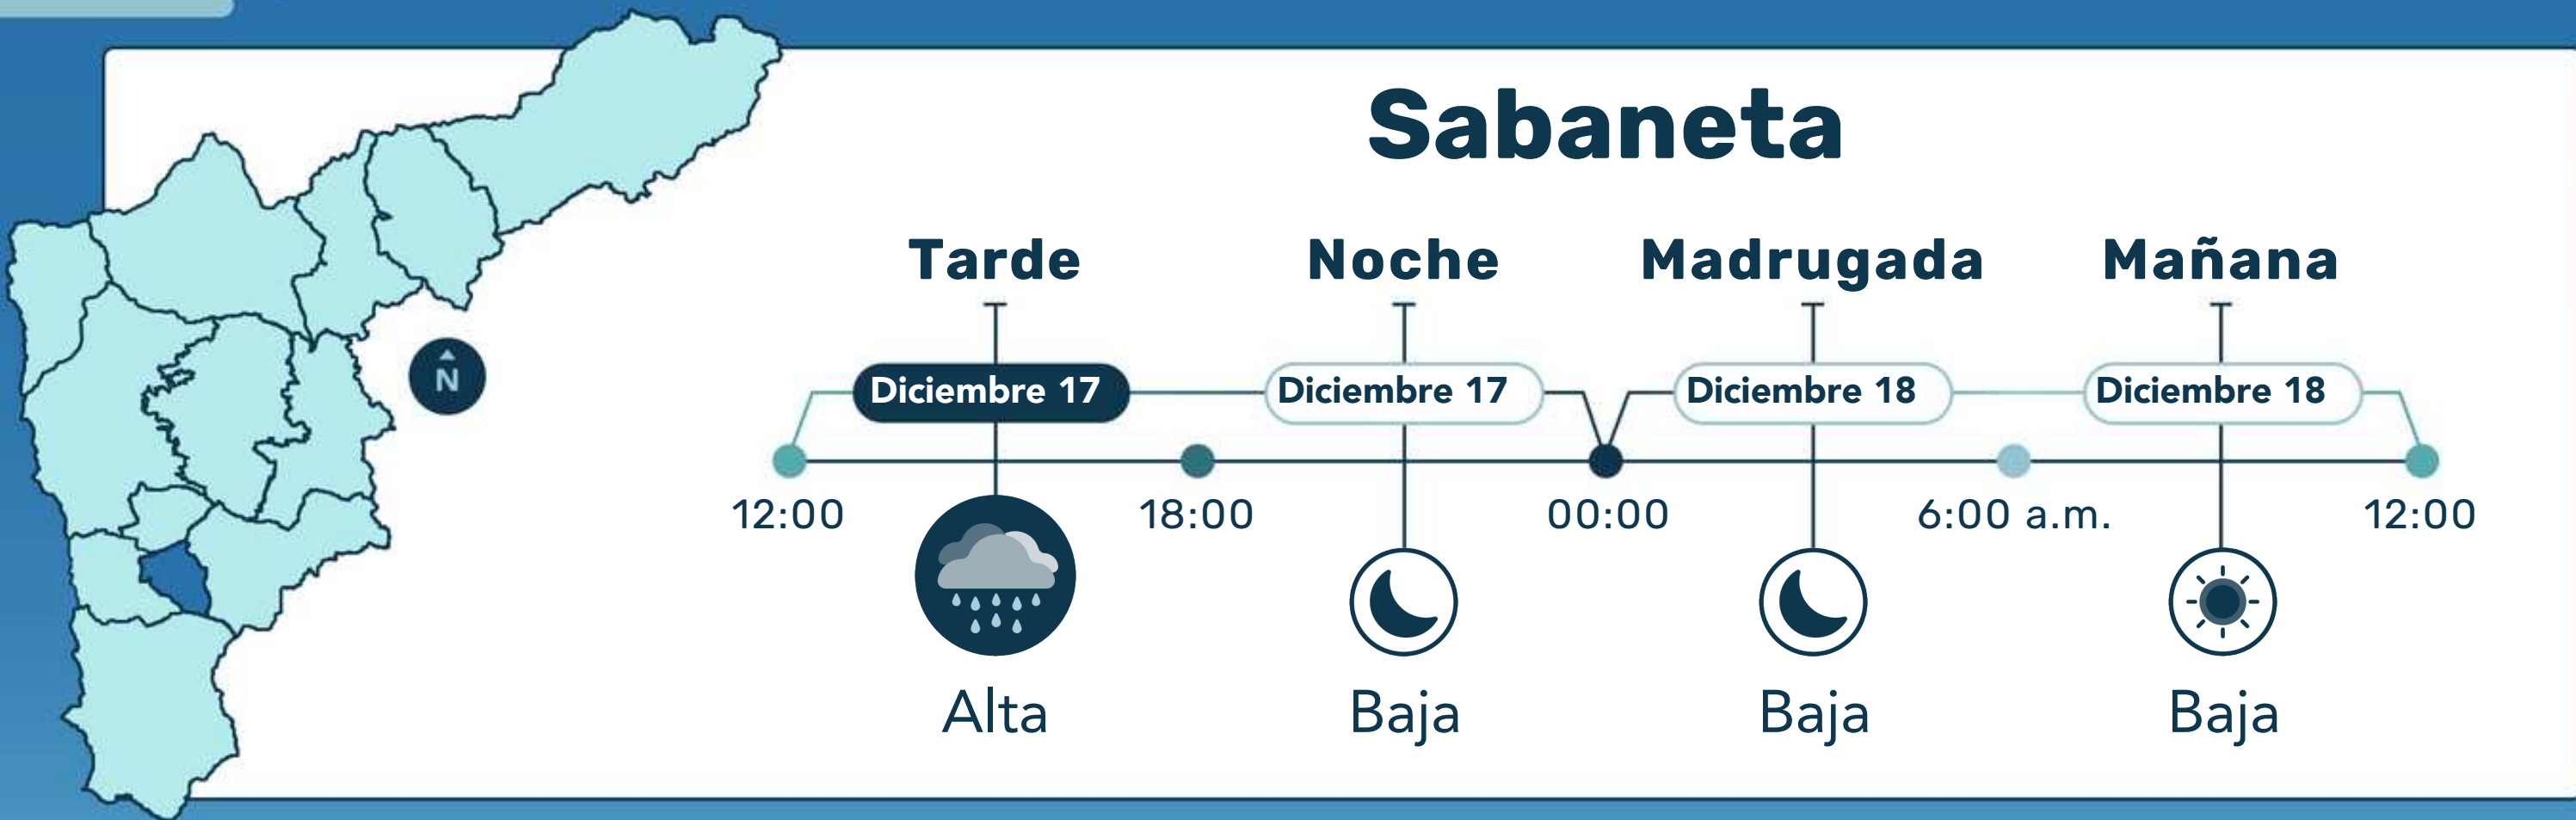 Sabaneta
Tarde Noche Madrugada Mañana
N
Diciembre 17 Diciembre 17 Diciembre 18 Diciembre 18
12:00 18:00 00:00 6:00 a.m. 12:00
Alta Baja Baja Baja